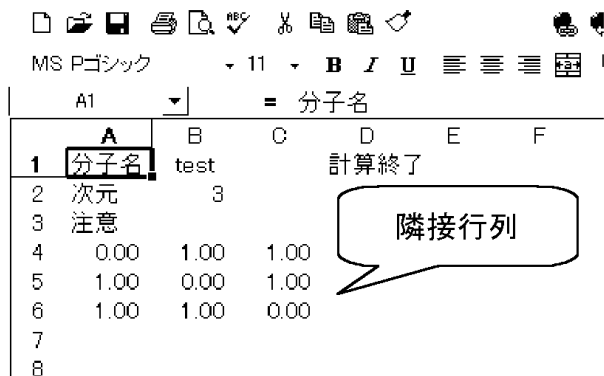 ABC
MS Pゴシック 11 B I U
A1 = 分子名
A B C D E F
1 分子名 test 計算終了
2 次元 3
3 注意
隣接行列
4 0.00 1.00 1.00
5 1.00 0.00 1.00
6 1.00 1.00 0.00
7
8